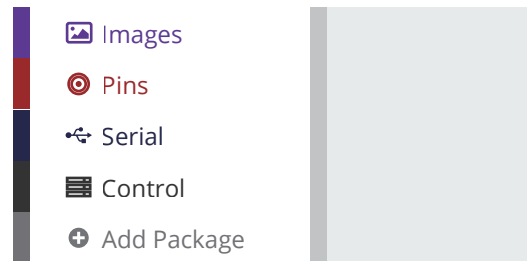 Images
Pins
Serial
Control
Add Package